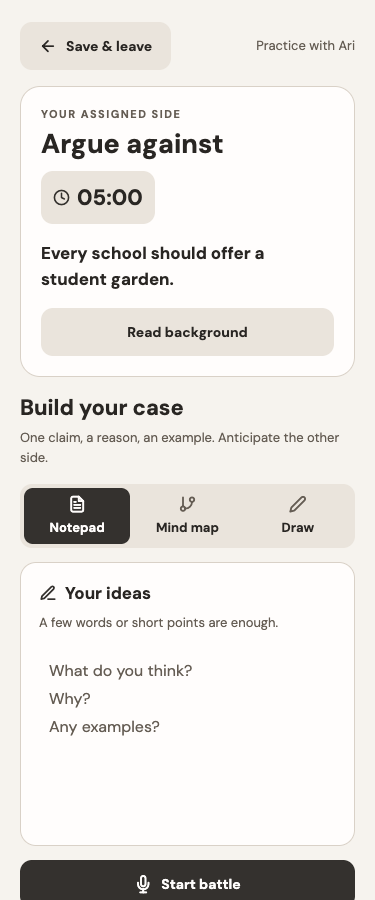 Save & leave
Practice with Ari
YOUR ASSIGNED SIDE
Argue against
05:00
Every school should offer a
student garden.
Read background
Build your case
One claim, a reason, an example. Anticipate the other
side.
Notepad
Mind map
Draw
Your ideas
A few words or short points are enough.
What do you think?
Why?
Any examples?
Start battle